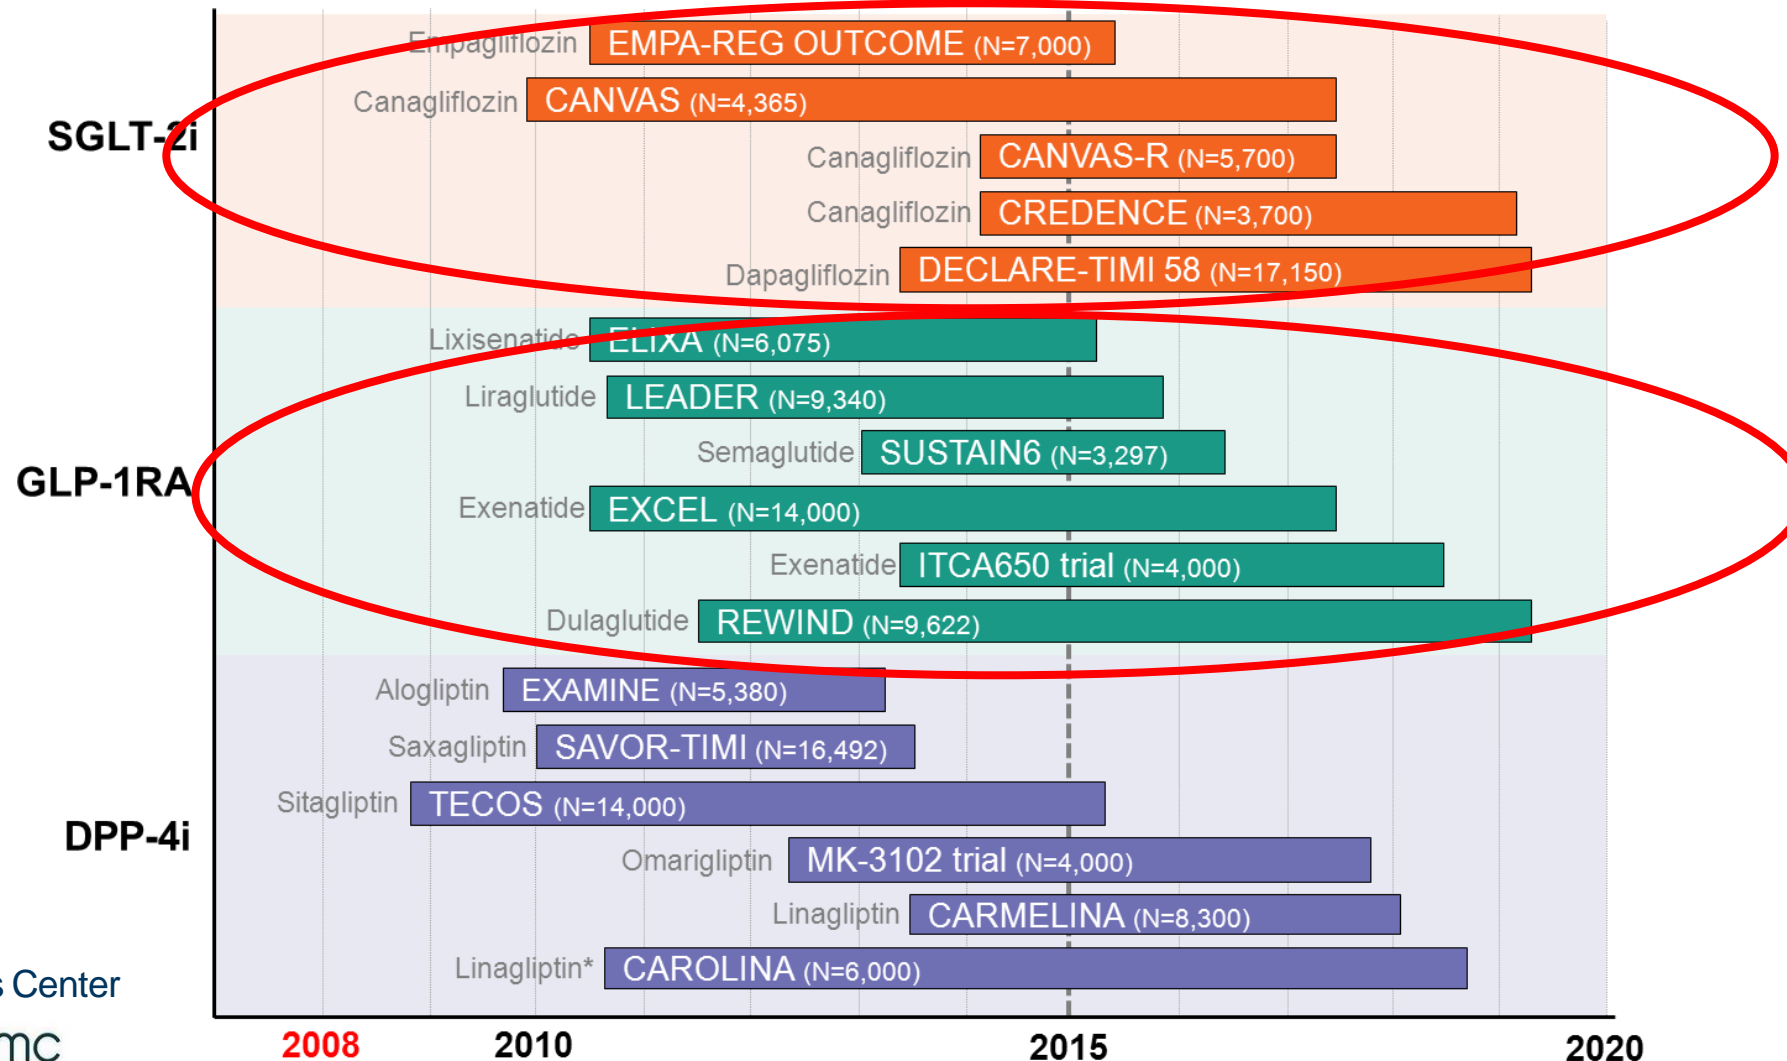 Empagliflozin EMPA-REG OUTCOME (N=7,000)
Canagliflozin CANVAS (N=4,365)
SGLT-2i
Canagliflozin CANVAS-R (N=5,700)
Canagliflozin CREDENCE (N=3,700)
Dapagliflozin DECLARE-TIMI 58 (N=17,150)
Lixisenatide ELIXA (N=6,075)
Liraglutide LEADER (N=9,340)
Semaglutide SUSTAIN6 (N=3,297)
GLP-1RA
Exenatide EXCEL (N=14,000)
Exenatide ITCA650 trial (N=4,000)
Dulaglutide REWIND (N=9,622)
Alogliptin EXAMINE (N=5,380)
Saxagliptin SAVOR-TIMI (N=16,492)
Sitagliptin TECOS (N=14,000)
DPP-4i
Omarigliptin MK-3102 trial (N=4,000)
Linagliptin CARMELINA (N=8,300)
Linagliptin* CAROLINA (N=6,000)
s Center
mc
2008 2010 2015 2020